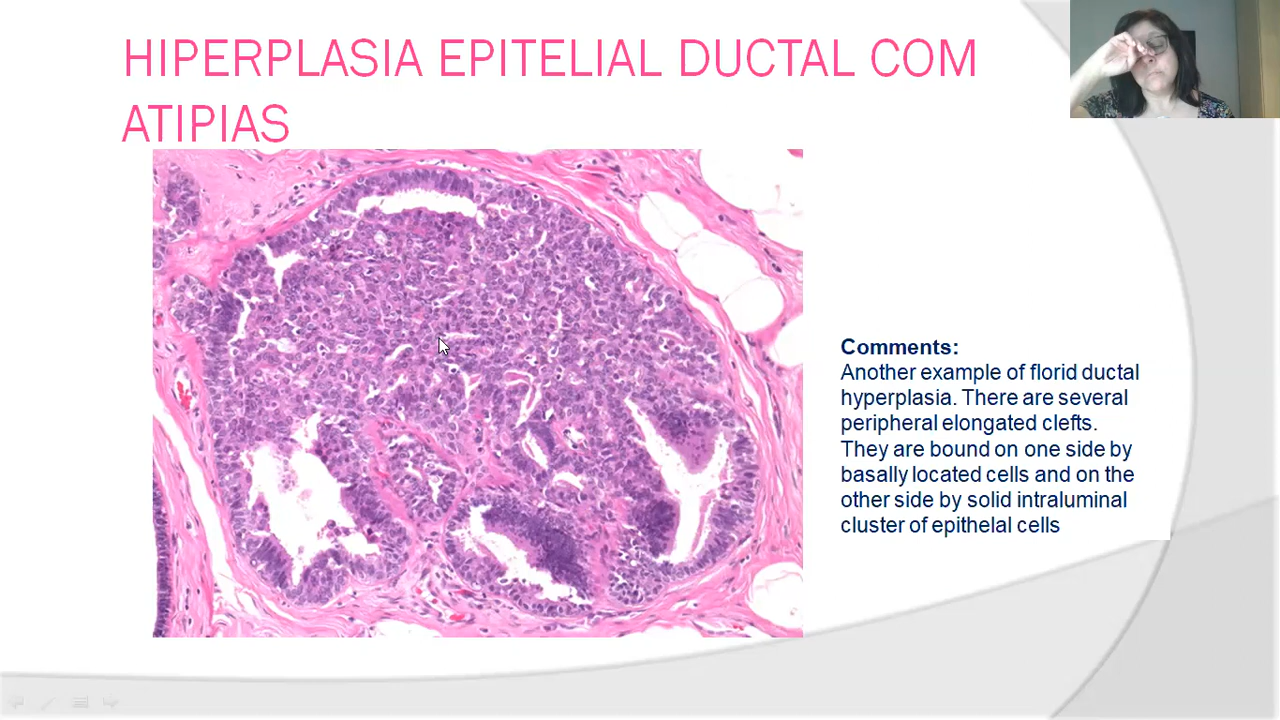 HIPERPLASIA EPITELIAL DUCTAL COM
ATIPIAS
Comments:
Another example of florid ductal
hyperplasia. There are several
peripheral elongated clefts.
They are bound on one side by
basally located cells and on the
other side by solid intraluminal
cluster of epithelal cells